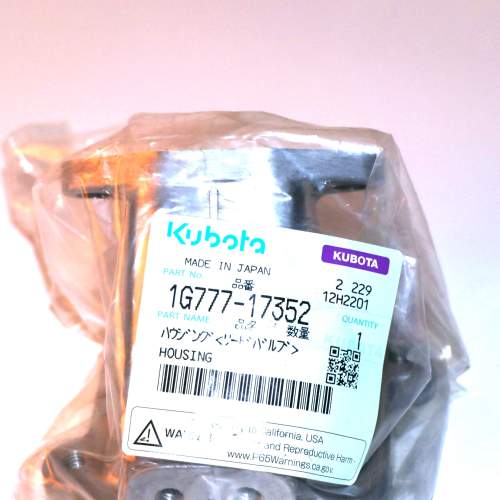 Kubota
KUBOTA
MADE IN JAPAN
PART No. 品番
2 229
12H2201
1G777-17352
PART NAME 品名
数量 QUANTITY
ハウジング<リードバルブ> 1
HOUSING
California, USA
and Reproductive Harm -
www.P65Warnings.ca.gov